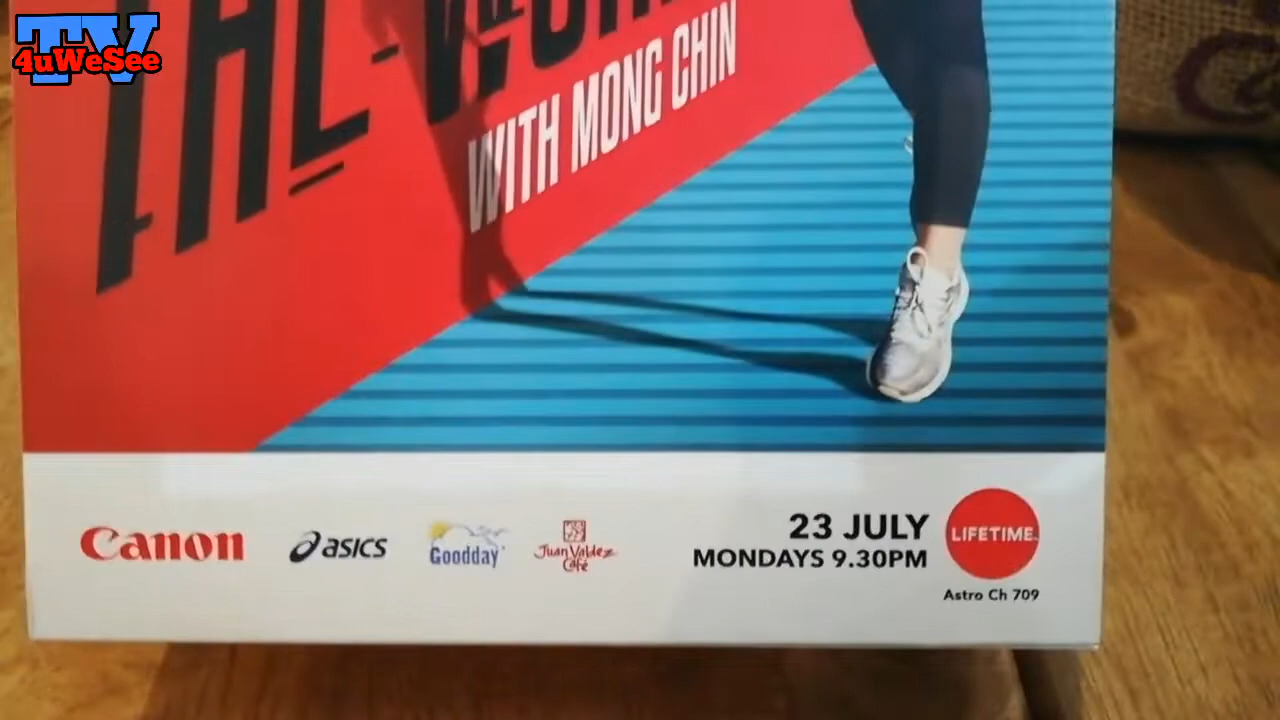 TV
4uWeSee
WITH MONG CHIN
Canon
asics
Goodday
Juan Valdez
Café
23 JULY
MONDAYS 9.30PM
LIFETIME
Astro Ch 709